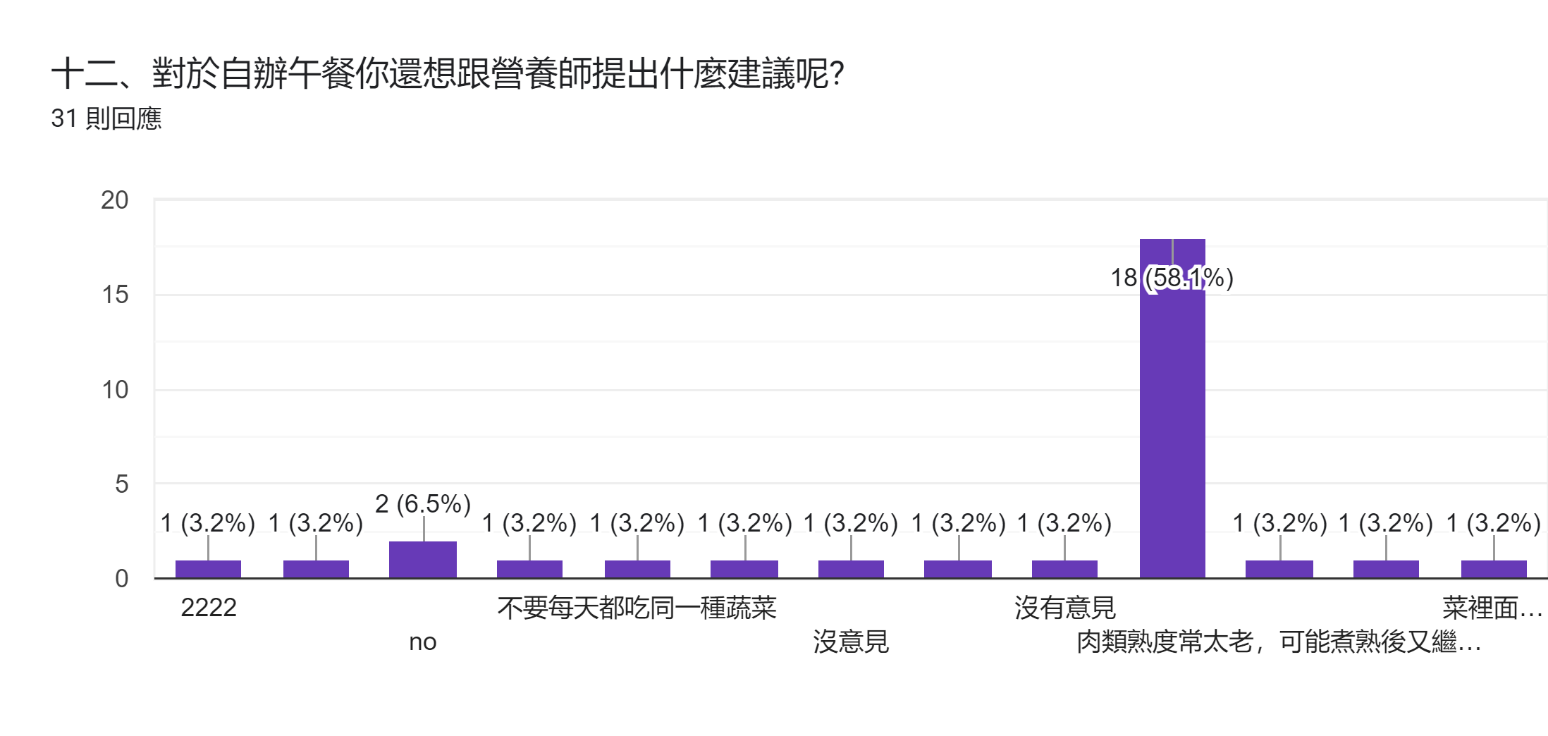 十二、對於自辦午餐你還想跟營養師提出什麼建議呢?
31 則回應
20
15
10
5
0
1 (3.2%)
1 (3.2%)
2 (6.5%)
1 (3.2%)
1 (3.2%)
1 (3.2%)
1 (3.2%)
1 (3.2%)
1 (3.2%)
18 (58.1%)
1 (3.2%)
1 (3.2%)
1 (3.2%)
2222
no
不要每天都吃同一種蔬菜
沒意見
沒有意見
肉類熟度常太老，可能煮熟後又繼…
菜裡面…